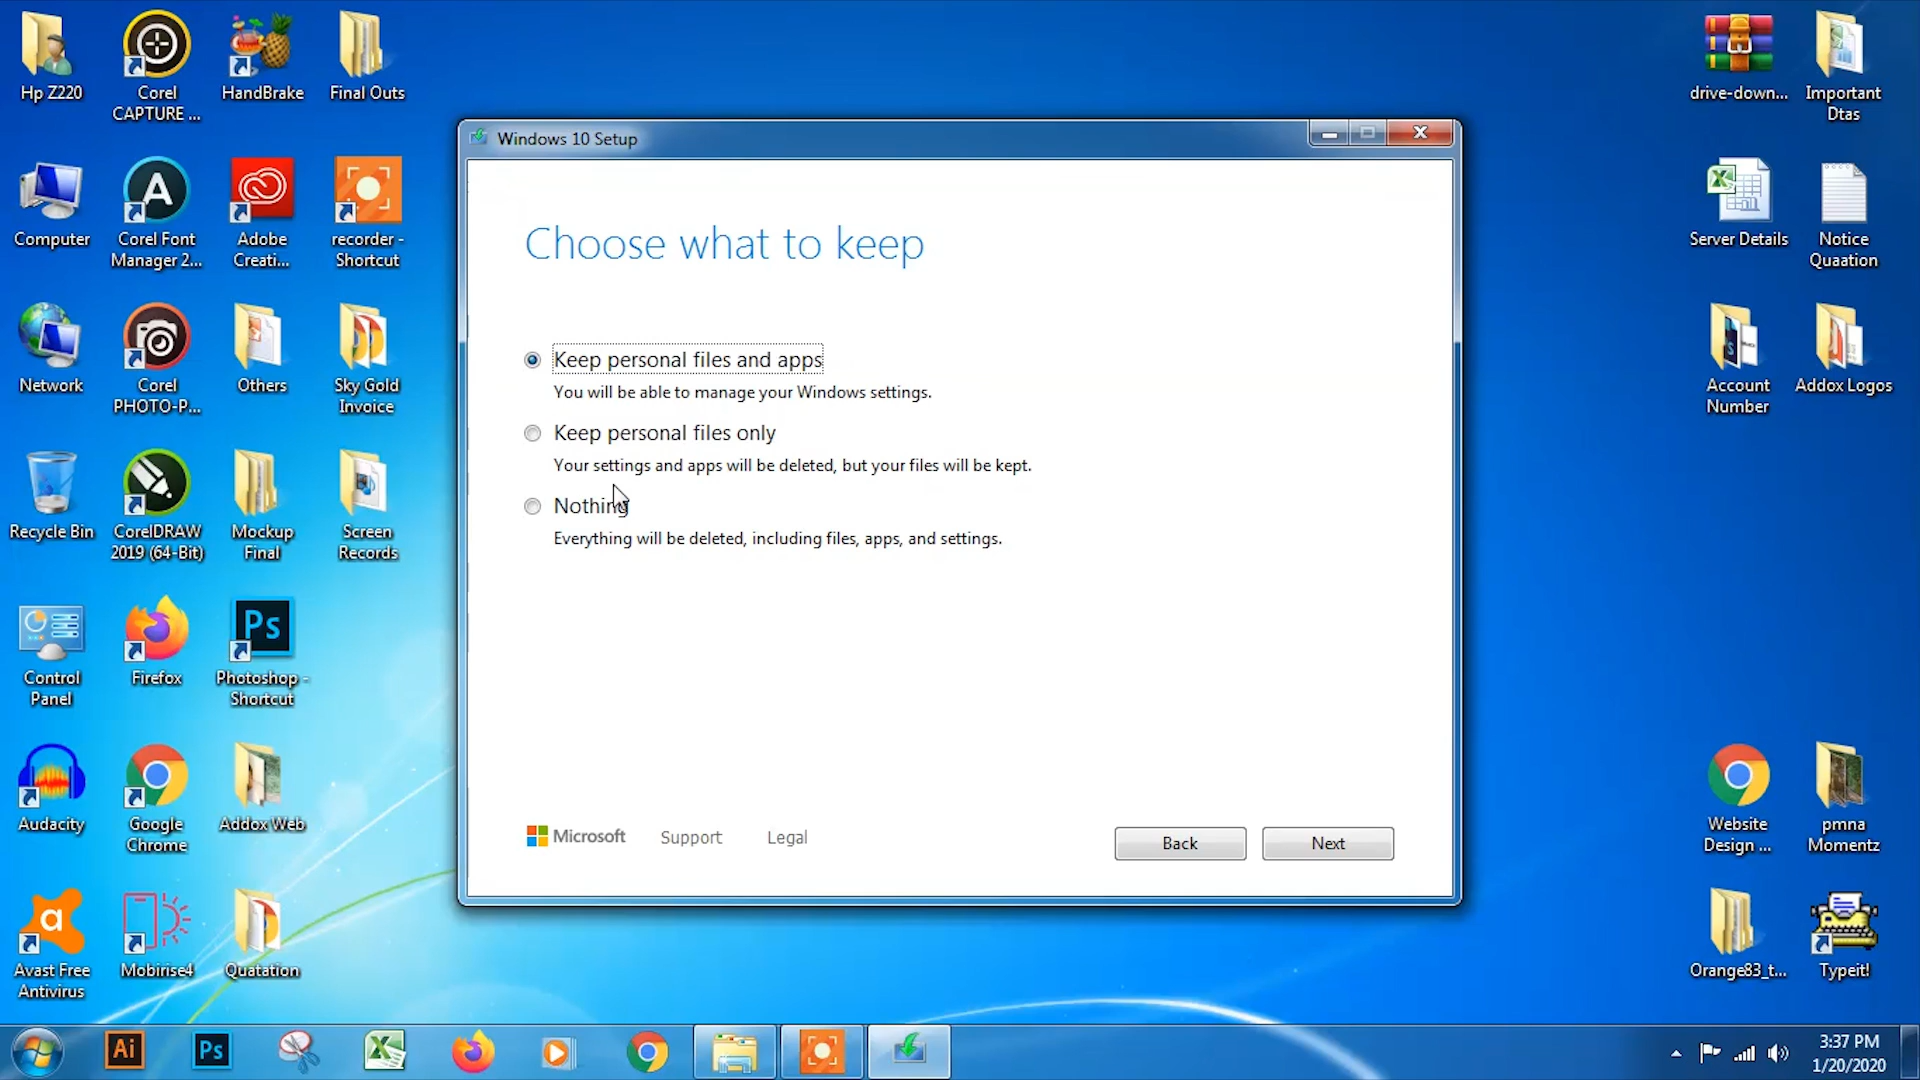 Hp Z220
Corel
CAPTURE ...
HandBrake
Final Outs
drive-down...
Important
Dtas
Computer
Corel Font
Manager 2...
Adobe
Creati...
recorder -
Shortcut
Server Details
Notice
Quaation
Network
Corel
PHOTO-P...
Others
Sky Gold
Invoice
Account
Number
Addox Logos
Recycle Bin
CorelDRAW
2019 (64-Bit)
Mockup
Final
Screen
Records
Control
Panel
Firefox
Ps
Photoshop -
Shortcut
Audacity
Google
Chrome
Addox Web
Website
Design ...
pmna
Momentz
Avast Free
Antivirus
Mobirise4
Quatation
Orange83_t...
Typeit!
Windows 10 Setup
Choose what to keep
Keep personal files and apps
You will be able to manage your Windows settings.
Keep personal files only
Your settings and apps will be deleted, but your files will be kept.
Nothing
Everything will be deleted, including files, apps, and settings.
Microsoft
Support
Legal
Back
Next
Ai
Ps
3:37 PM
1/20/2020